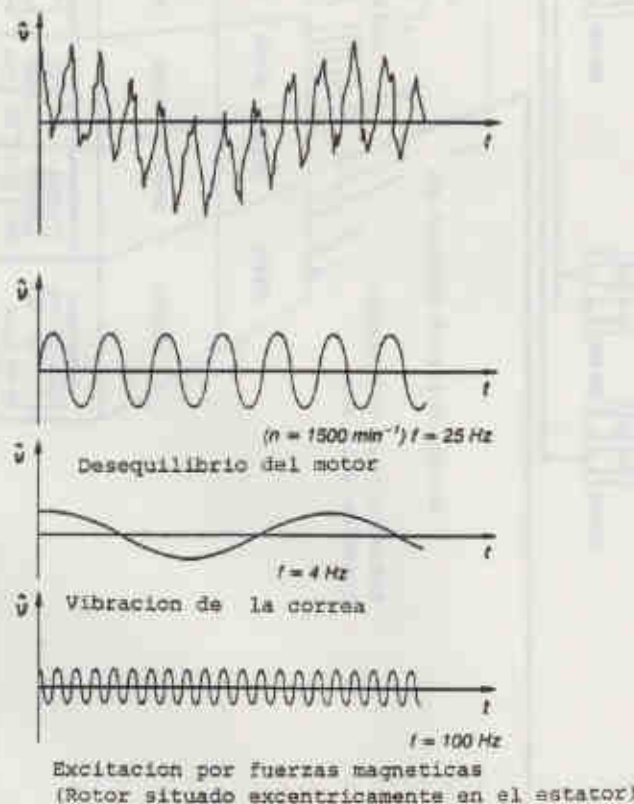 v̂
t
v̂
t
(n = 1500 min⁻¹) f = 25 Hz
Desequilibrio del motor
v̂
t
f = 4 Hz
Vibracion de la correa
v̂
t
f = 100 Hz
Excitacion por fuerzas magneticas
(Rotor situado excentricamente en el estator)